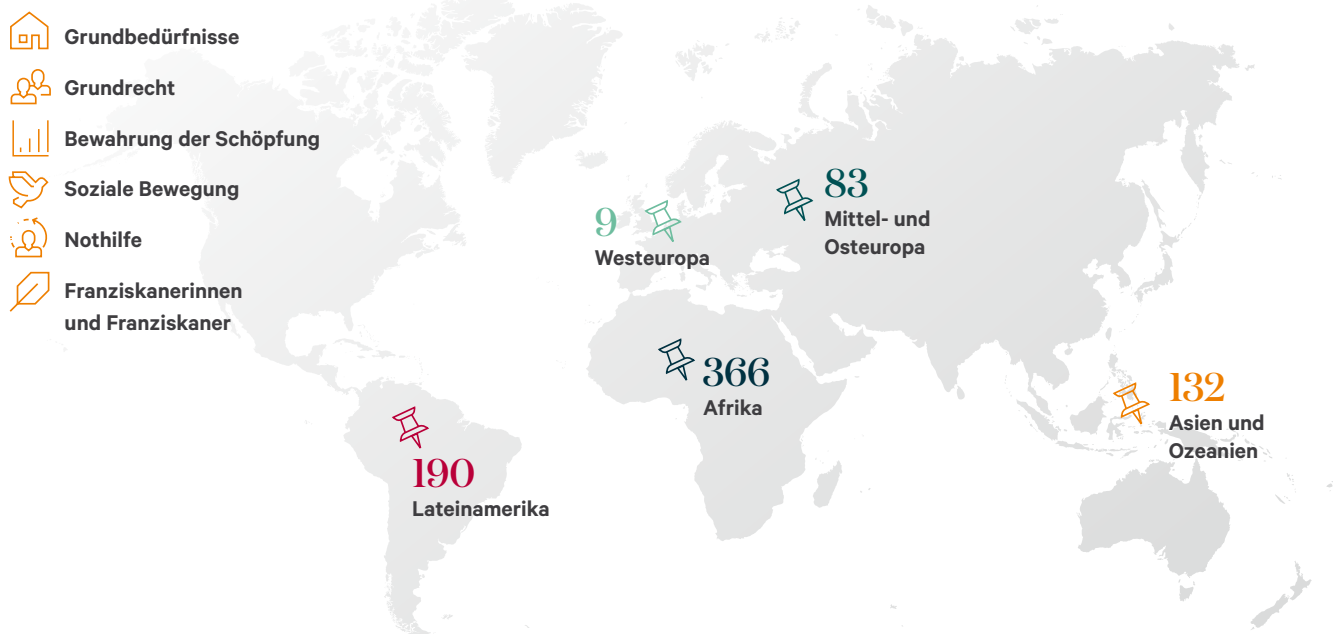 Grundbedürfnisse
Grundrecht
Bewahrung der Schöpfung
Soziale Bewegung
Nothilfe
Franziskanerinnen
und Franziskaner
83
Mittel- und
Osteuropa
9
Westeuropa
366
Afrika
132
Asien und
Ozeanien
190
Lateinamerika